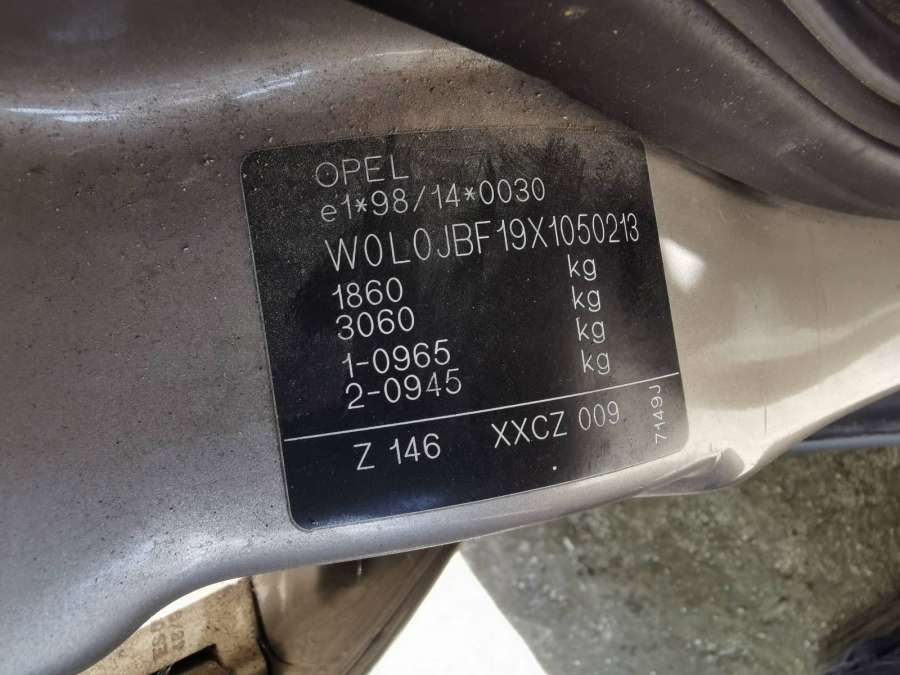 OPEL
e1*98/14*0030
W0L0JBF19X1050213
1860 kg
3060 kg
1-0965 kg
2-0945 kg
Z 146 XXCZ 009
7149J